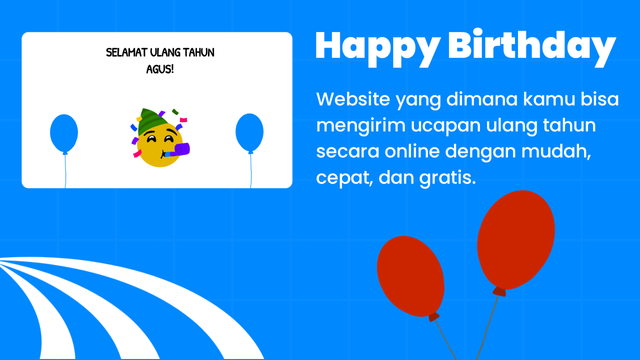 SELAMAT ULANG TAHUN
AGUS!
Happy Birthday
Website yang dimana kamu bisa
mengirim ucapan ulang tahun
secara online dengan mudah,
cepat, dan gratis.